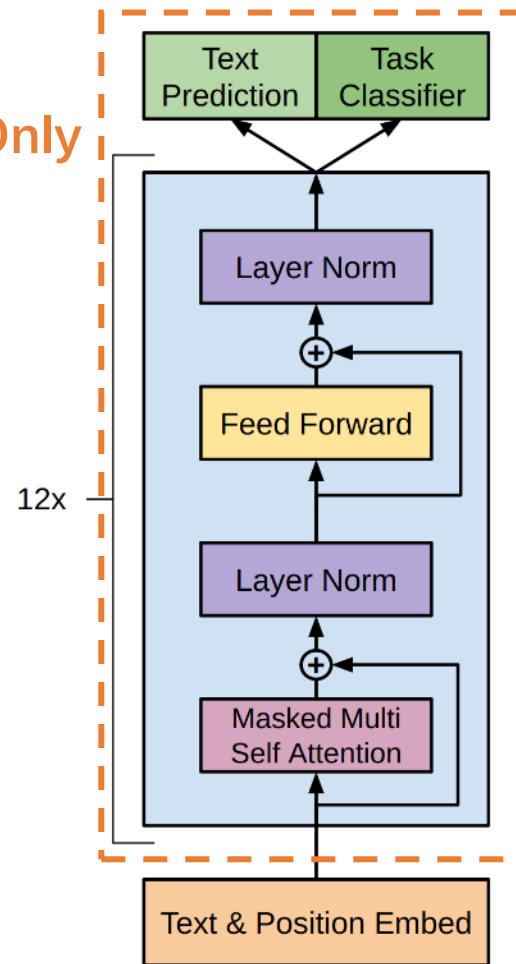 Text
Prediction
Task
Classifier
Only
Layer Norm
+
Feed Forward
12x
Layer Norm
+
Masked Multi
Self Attention
Text & Position Embed